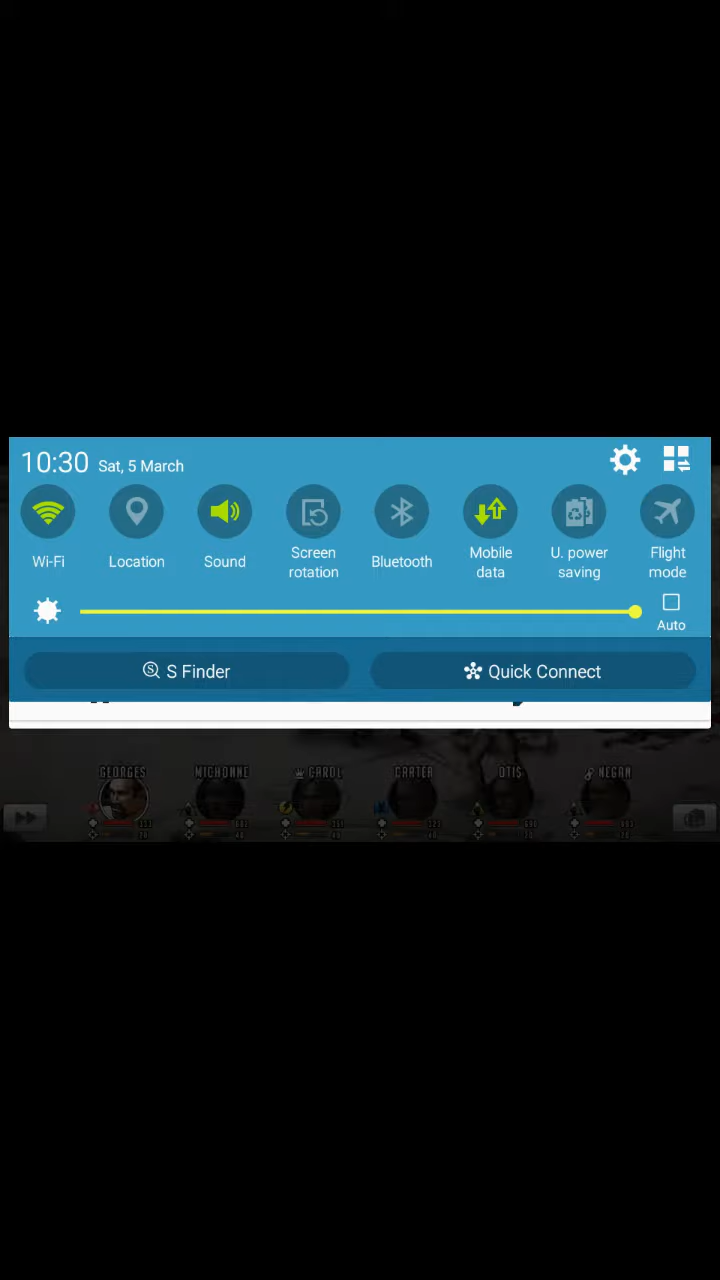 10:30 Sat, 5 March
Wi-Fi
Location
Sound
Screen rotation
Bluetooth
Mobile data
U. power saving
Flight mode
Auto
S Finder
Quick Connect
GEORGES
MICHONNE
CAROL
CARTER
OTIS
NEGAN